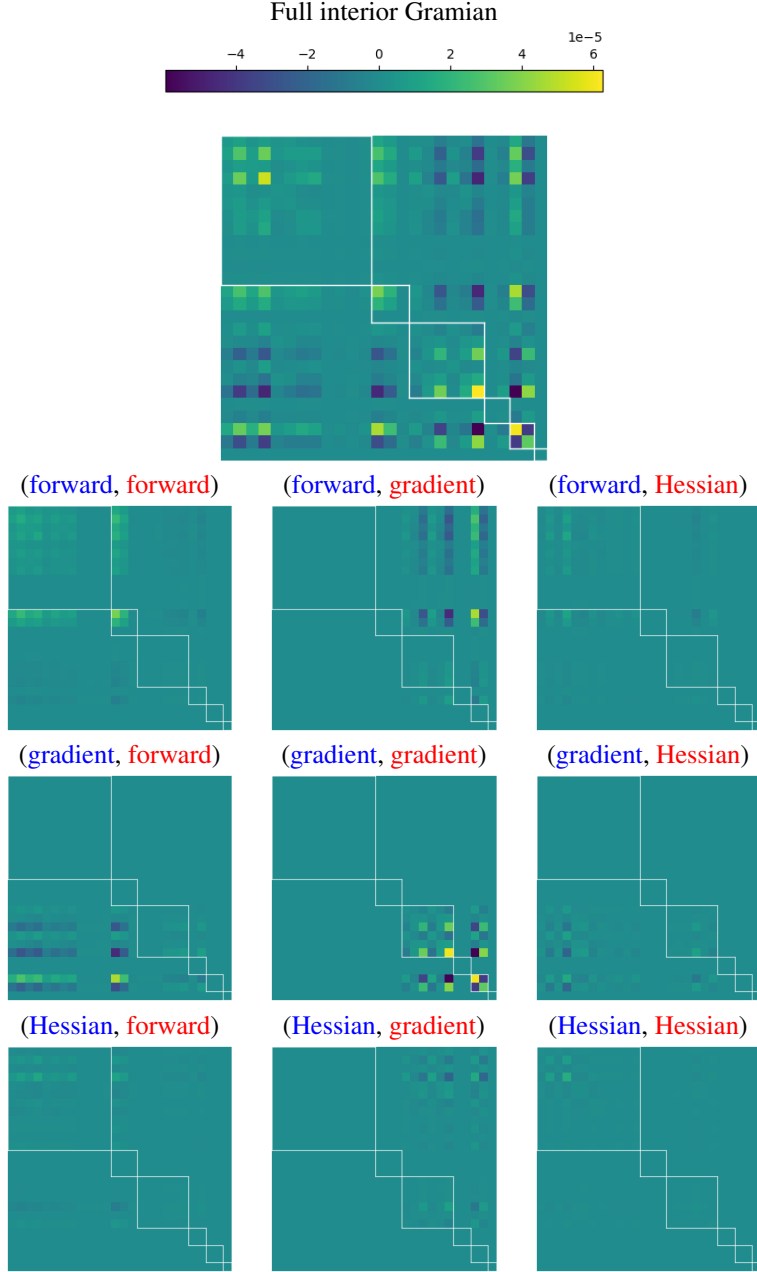 Full interior Gramian
1e−5
−4 −2 0 2 4 6
(forward, forward) (forward, gradient) (forward, Hessian)
(gradient, forward) (gradient, gradient) (gradient, Hessian)
(Hessian, forward) (Hessian, gradient) (Hessian, Hessian)